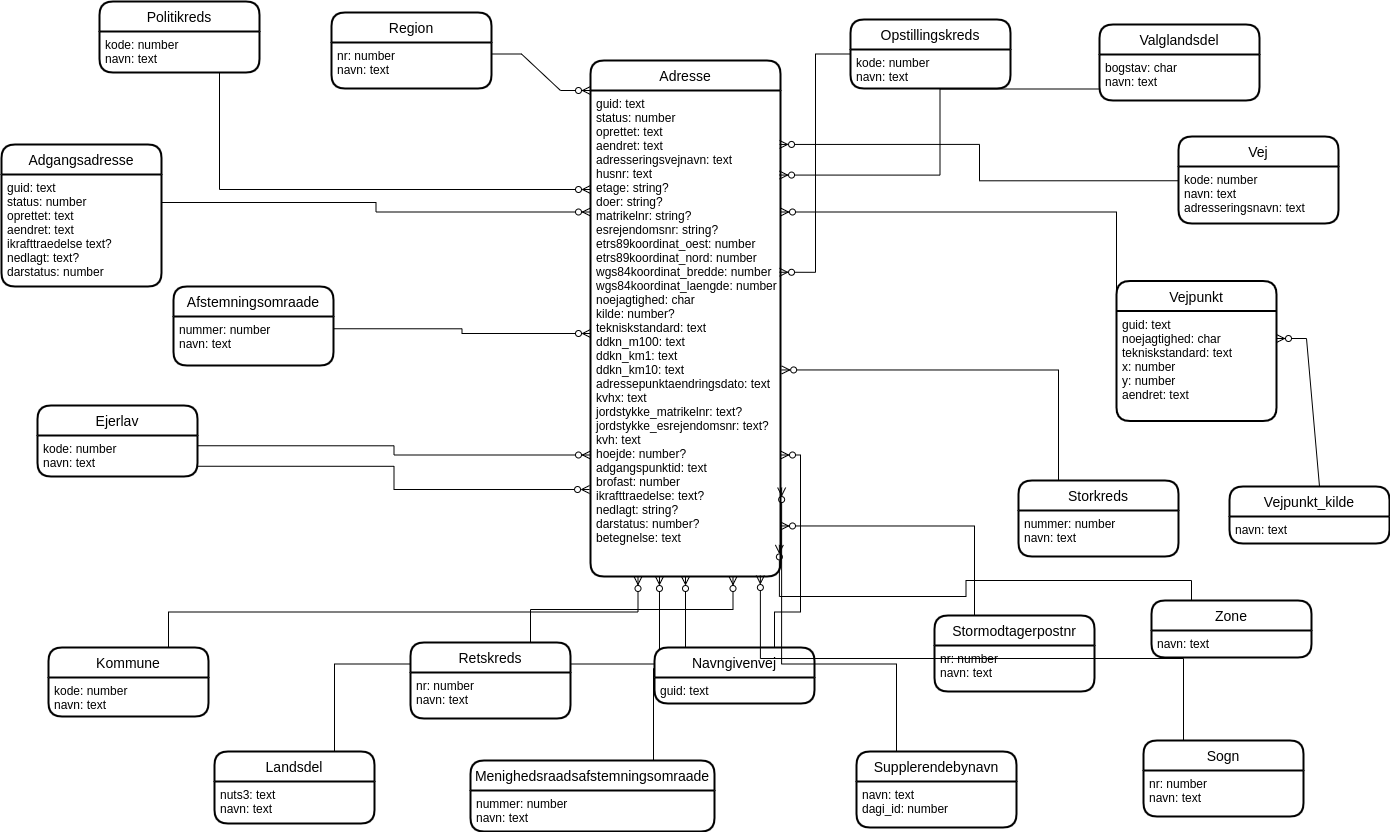 Politikreds
kode: number
navn: text
Region
nr: number
navn: text
Adresse
guid: text
status: number
oprettet: text
aendret: text
adresseringsvejnavn: text
husnr: text
etage: string?
doer: string?
matrikelnr: string?
esrejendomsnr: string?
etrs89koordinat_oest: number
etrs89koordinat_nord: number
wgs84koordinat_bredde: number
wgs84koordinat_laengde: number
noejagtighed: char
kilde: number?
tekniskstandard: text
ddkn_m100: text
ddkn_km1: text
ddkn_km10: text
adressepunktaendringsdato: text
kvhx: text
jordstykke_matrikelnr: text?
jordstykke_esrejendomsnr: text?
kvh: text
hoejde: number?
adgangspunktid: text
brofast: number
ikrafttraedelse: text?
nedlagt: string?
darstatus: number?
betegnelse: text
Opstillingskreds
kode: number
navn: text
Valglandsdel
bogstav: char
navn: text
Adgangsadresse
guid: text
status: number
oprettet: text
aendret: text
ikrafttraedelse text?
nedlagt: text?
darstatus: number
Vej
kode: number
navn: text
adresseringsnavn: text
Afstemningsomraade
nummer: number
navn: text
Vejpunkt
guid: text
noejagtighed: char
tekniskstandard: text
x: number
y: number
aendret: text
Ejerlav
kode: number
navn: text
Storkreds
nummer: number
navn: text
Vejpunkt_kilde
navn: text
Kommune
kode: number
navn: text
Retskreds
nr: number
navn: text
Navngivenvej
guid: text
Stormodtagerpostnr
nr: number
navn: text
Zone
navn: text
Landsdel
nuts3: text
navn: text
Menighedsraadsafstemningsomraade
nummer: number
navn: text
Supplerendebynavn
navn: text
dagi_id: number
Sogn
nr: number
navn: text